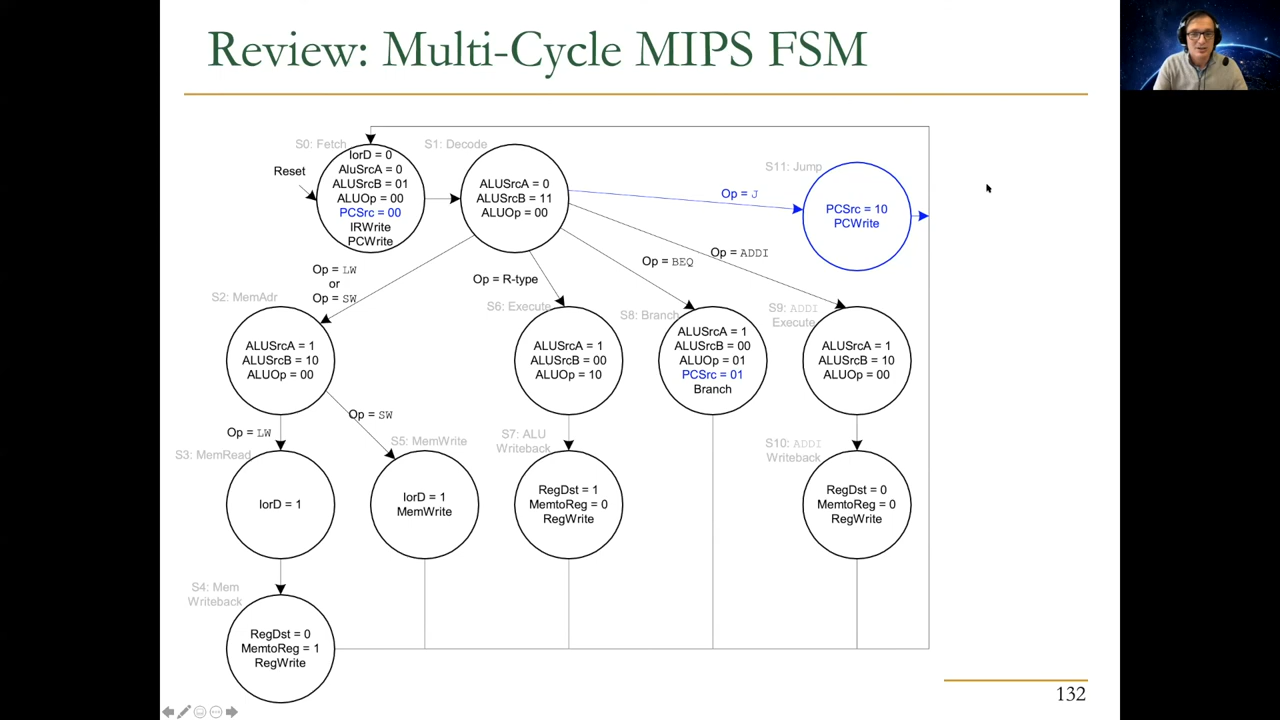 Review: Multi-Cycle MIPS FSM
S0: Fetch
S1: Decode
S11: Jump
Reset
IorD = 0
AluSrcA = 0
ALUSrcB = 01
ALUOp = 00
PCSrc = 00
IRWrite
PCWrite
ALUSrcA = 0
ALUSrcB = 11
ALUOp = 00
Op = J
PCSrc = 10
PCWrite
Op = LW
or
Op = SW
Op = R-type
Op = BEQ
Op = ADDI
S2: MemAdr
S6: Execute
S8: Branch
S9: ADDI
Execute
ALUSrcA = 1
ALUSrcB = 10
ALUOp = 00
ALUSrcA = 1
ALUSrcB = 00
ALUOp = 10
ALUSrcA = 1
ALUSrcB = 00
ALUOp = 01
PCSrc = 01
Branch
ALUSrcA = 1
ALUSrcB = 10
ALUOp = 00
Op = LW
Op = SW
S3: MemRead
S5: MemWrite
S7: ALU
Writeback
S10: ADDI
Writeback
IorD = 1
IorD = 1
MemWrite
RegDst = 1
MemtoReg = 0
RegWrite
RegDst = 0
MemtoReg = 0
RegWrite
S4: Mem
Writeback
RegDst = 0
MemtoReg = 1
RegWrite
132